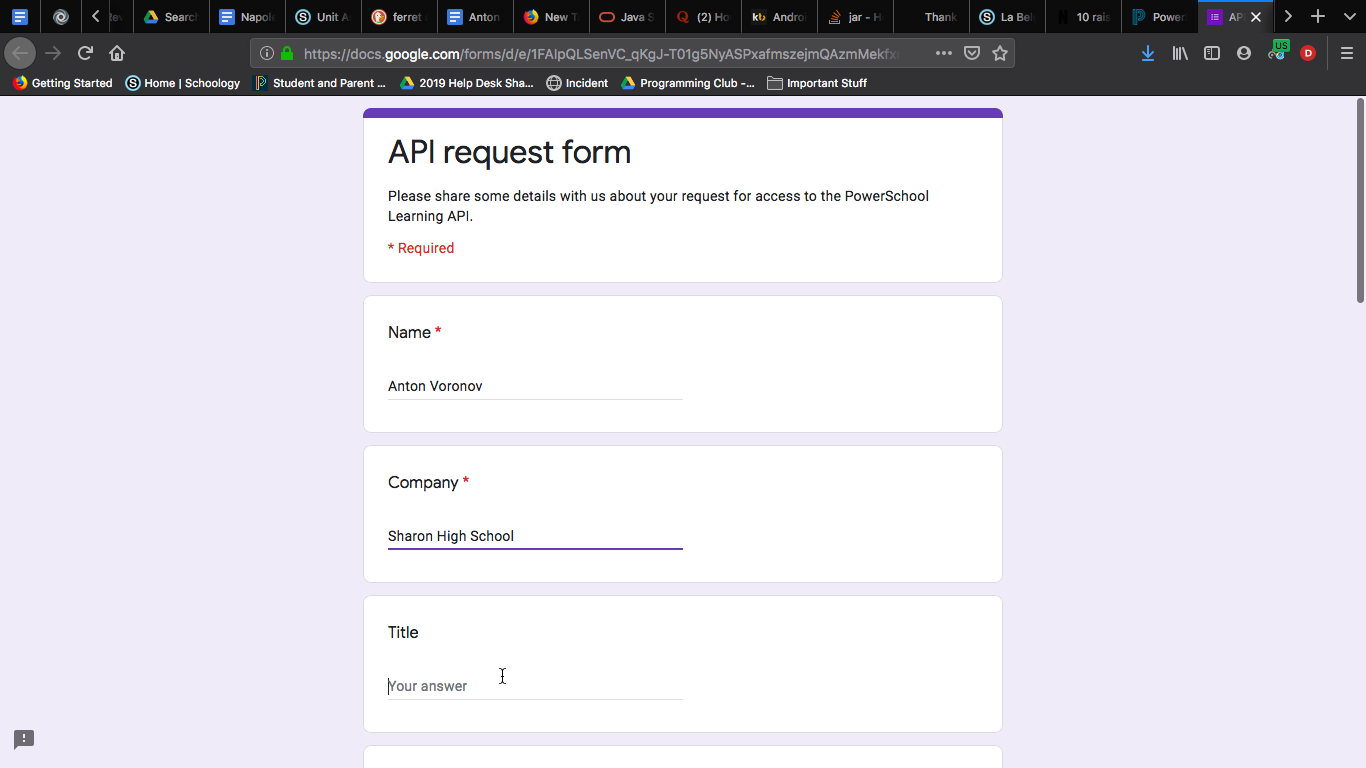 Search
Napol
Unit A
ferret
Anton
New T
Java S
(2) Ho
Andro
jar - H
Thank
La Bel
10 rais
Power
AP
https://docs.google.com/forms/d/e/1FAIpQLSenVC_qKgJ-T01g5NyASPxafmszejmQAzmMekfx
US
D
Getting Started
Home | Schoology
Student and Parent ...
2019 Help Desk Sha...
Incident
Programming Club -...
Important Stuff
API request form
Please share some details with us about your request for access to the PowerSchool
Learning API.
* Required
Name *
Anton Voronov
Company *
Sharon High School
Title
Your answer